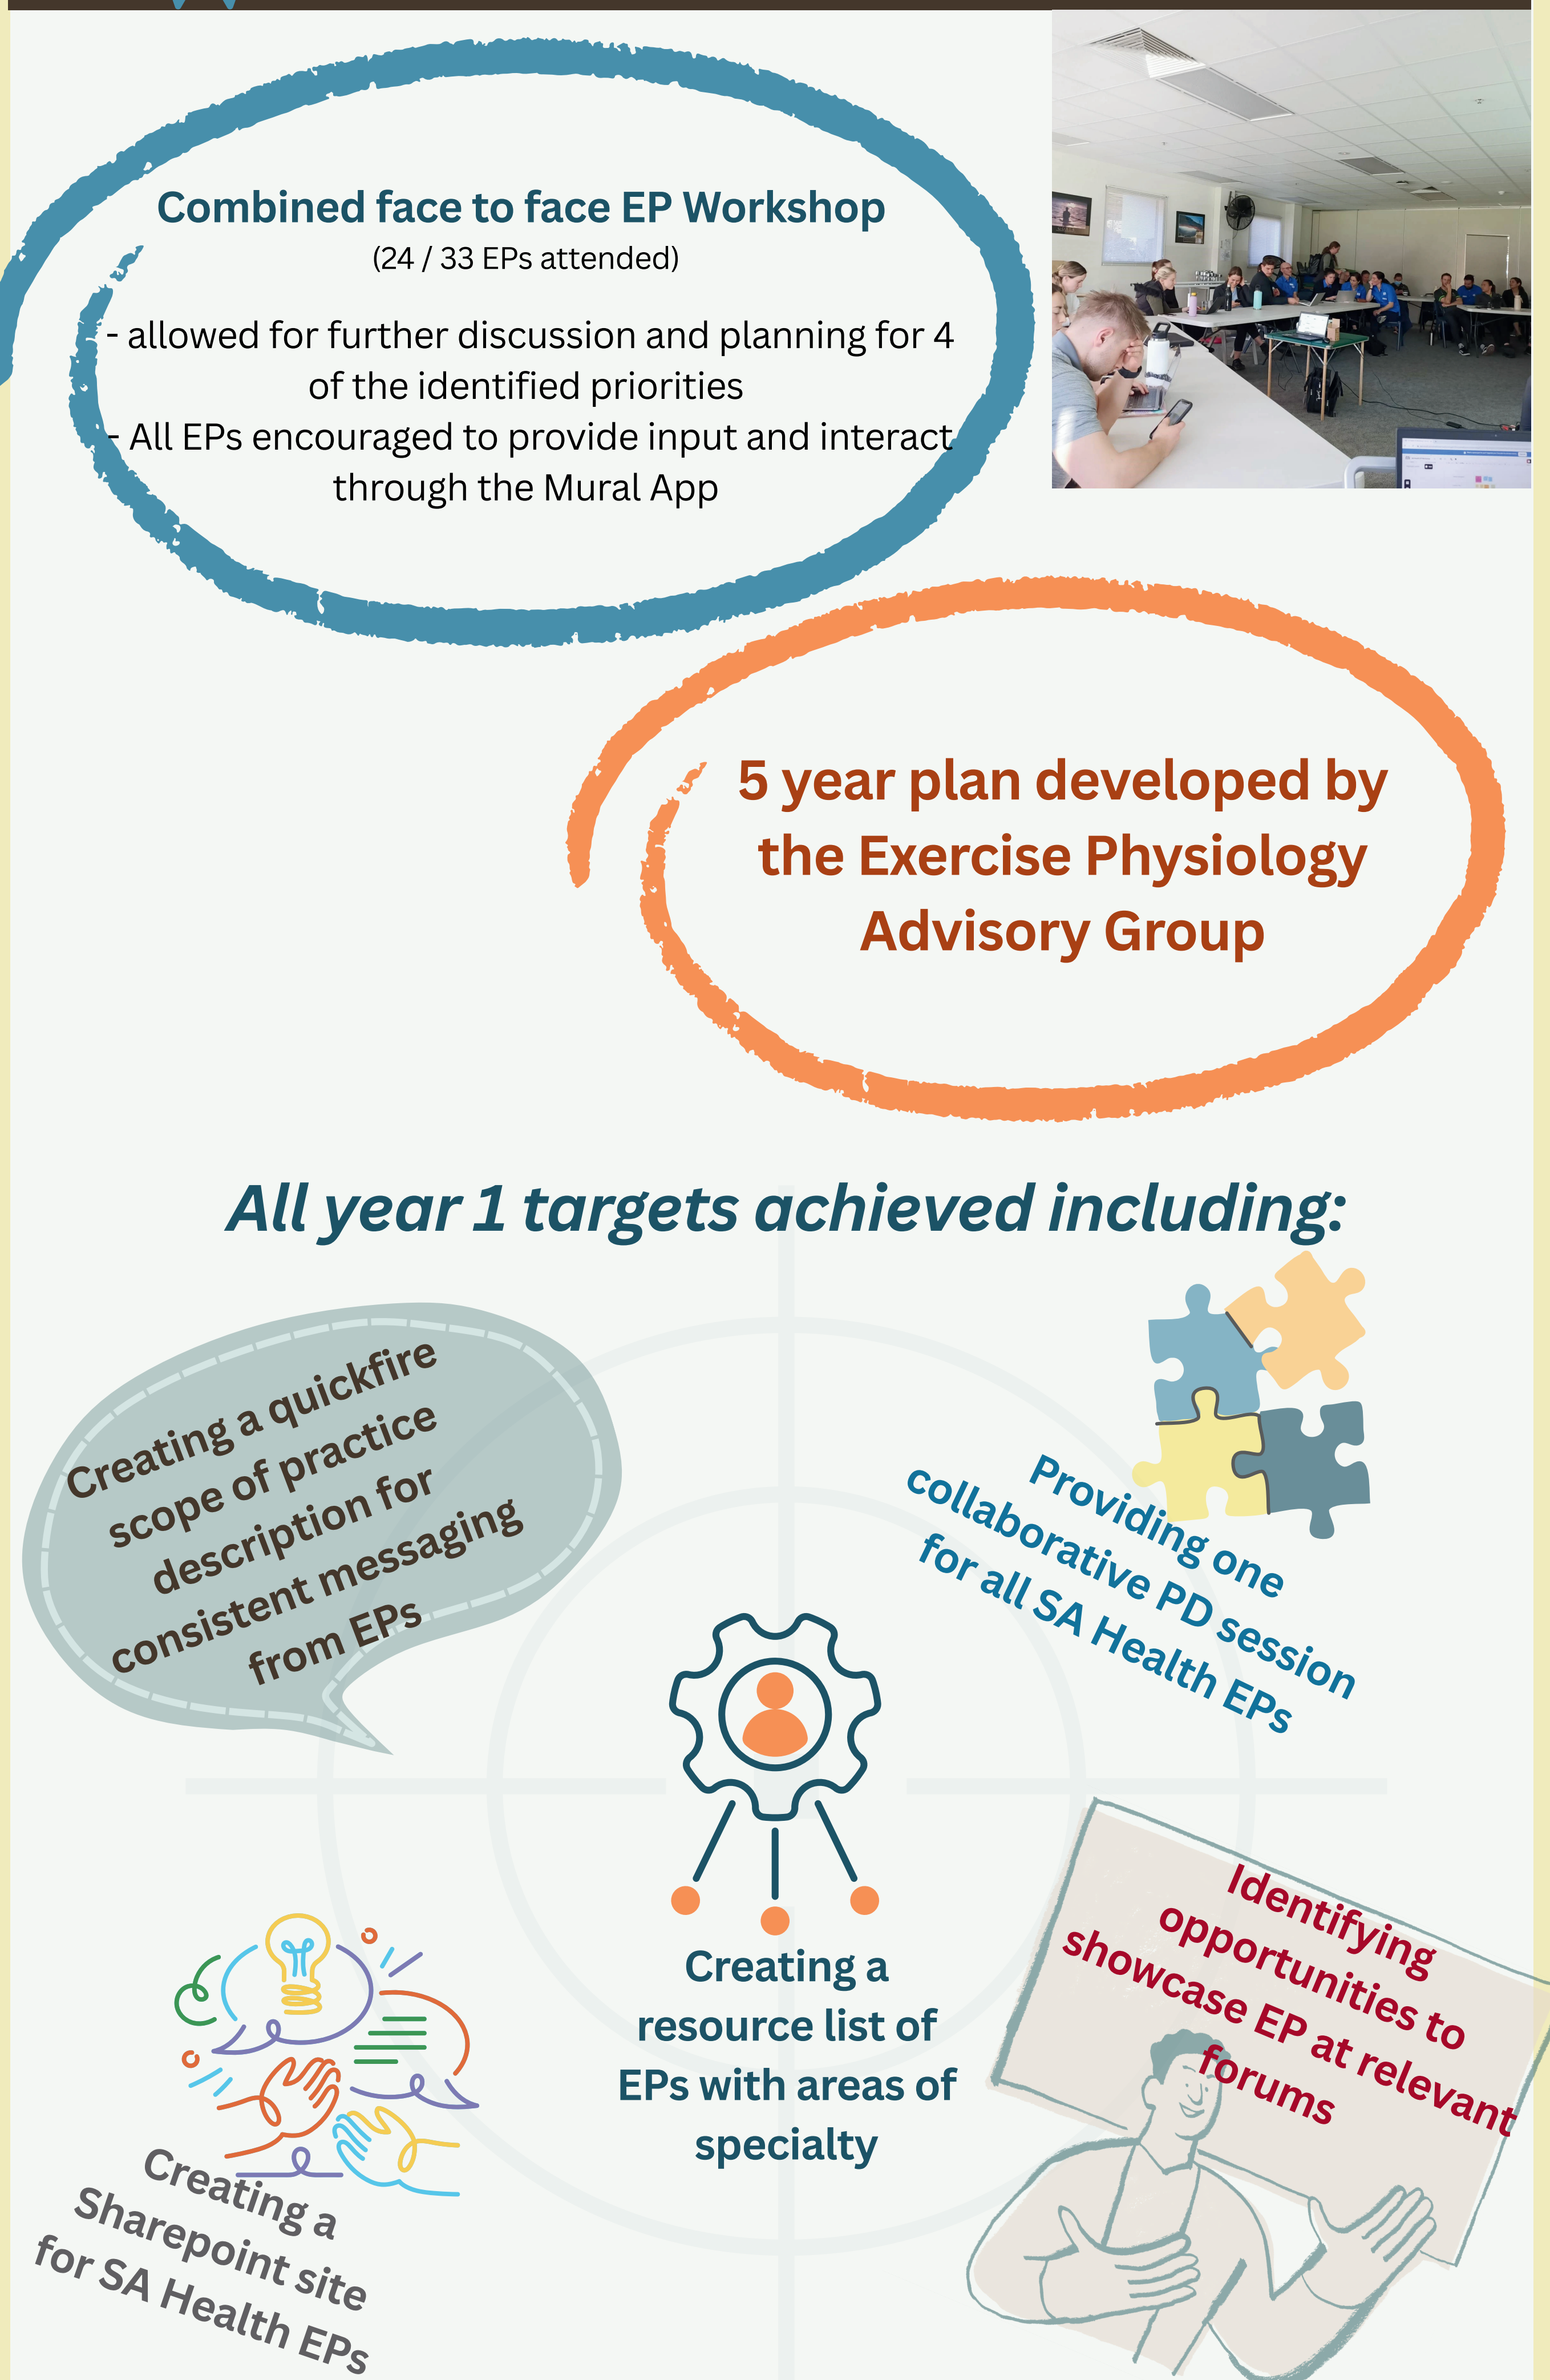 Combined face to face EP Workshop
(24 / 33 EPs attended)
- allowed for further discussion and planning for 4
of the identified priorities
- All EPs encouraged to provide input and interact
through the Mural App
5 year plan developed by
the Exercise Physiology
Advisory Group
All year 1 targets achieved including:
Creating a quickfire
scope of practice
description for
consistent messaging
from EPs
Providing one
collaborative PD session
for all SA Health EPs
Creating a
resource list of
EPs with areas of
specialty
Identifying
opportunities to
showcase EP at relevant
forums
Creating a
Sharepoint site
for SA Health EPs